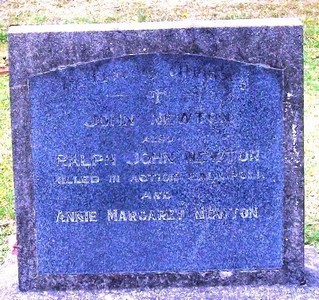 JOHN NEWTON
ALSO
RALPH JOHN NEWTON
KILLED IN ACTION GALLIPOLI
AND
ANNIE MARGARET NEWTON